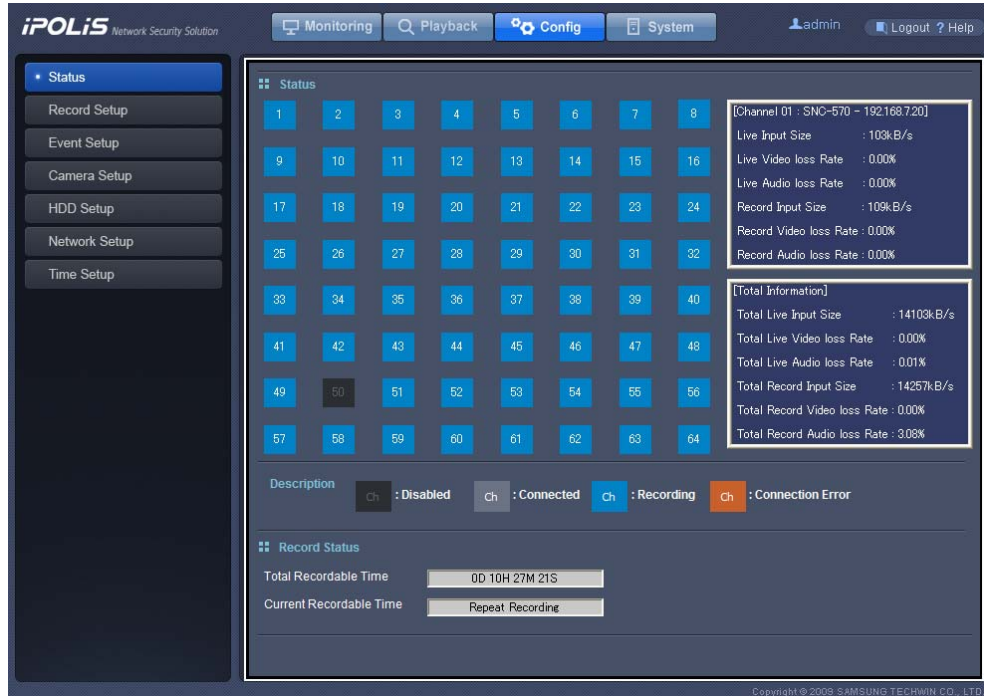 iPOLiS Network Security Solution
Monitoring Playback Config System
admin Logout ? Help
Status
Record Setup
Event Setup
Camera Setup
HDD Setup
Network Setup
Time Setup
Status
1 2 3 4 5 6 7 8
9 10 11 12 13 14 15 16
17 18 19 20 21 22 23 24
25 26 27 28 29 30 31 32
33 34 35 36 37 38 39 40
41 42 43 44 45 46 47 48
49 50 51 52 53 54 55 56
57 58 59 60 61 62 63 64
[Channel 01 : SNC-570 - 192.168.7.20]
Live Input Size : 103kB/s
Live Video loss Rate : 0.00%
Live Audio loss Rate : 0.00%
Record Input Size : 109kB/s
Record Video loss Rate : 0.00%
Record Audio loss Rate : 0.00%
[Total Information]
Total Live Input Size : 14103kB/s
Total Live Video loss Rate : 0.00%
Total Live Audio loss Rate : 0.01%
Total Record Input Size : 14257kB/s
Total Record Video loss Rate : 0.00%
Total Record Audio loss Rate : 3.08%
Description Ch : Disabled Ch : Connected Ch : Recording Ch : Connection Error
Record Status
Total Recordable Time 0D 10H 27M 21S
Current Recordable Time Repeat Recording
Copyright © 2009 SAMSUNG TECHWIN CO., LTD